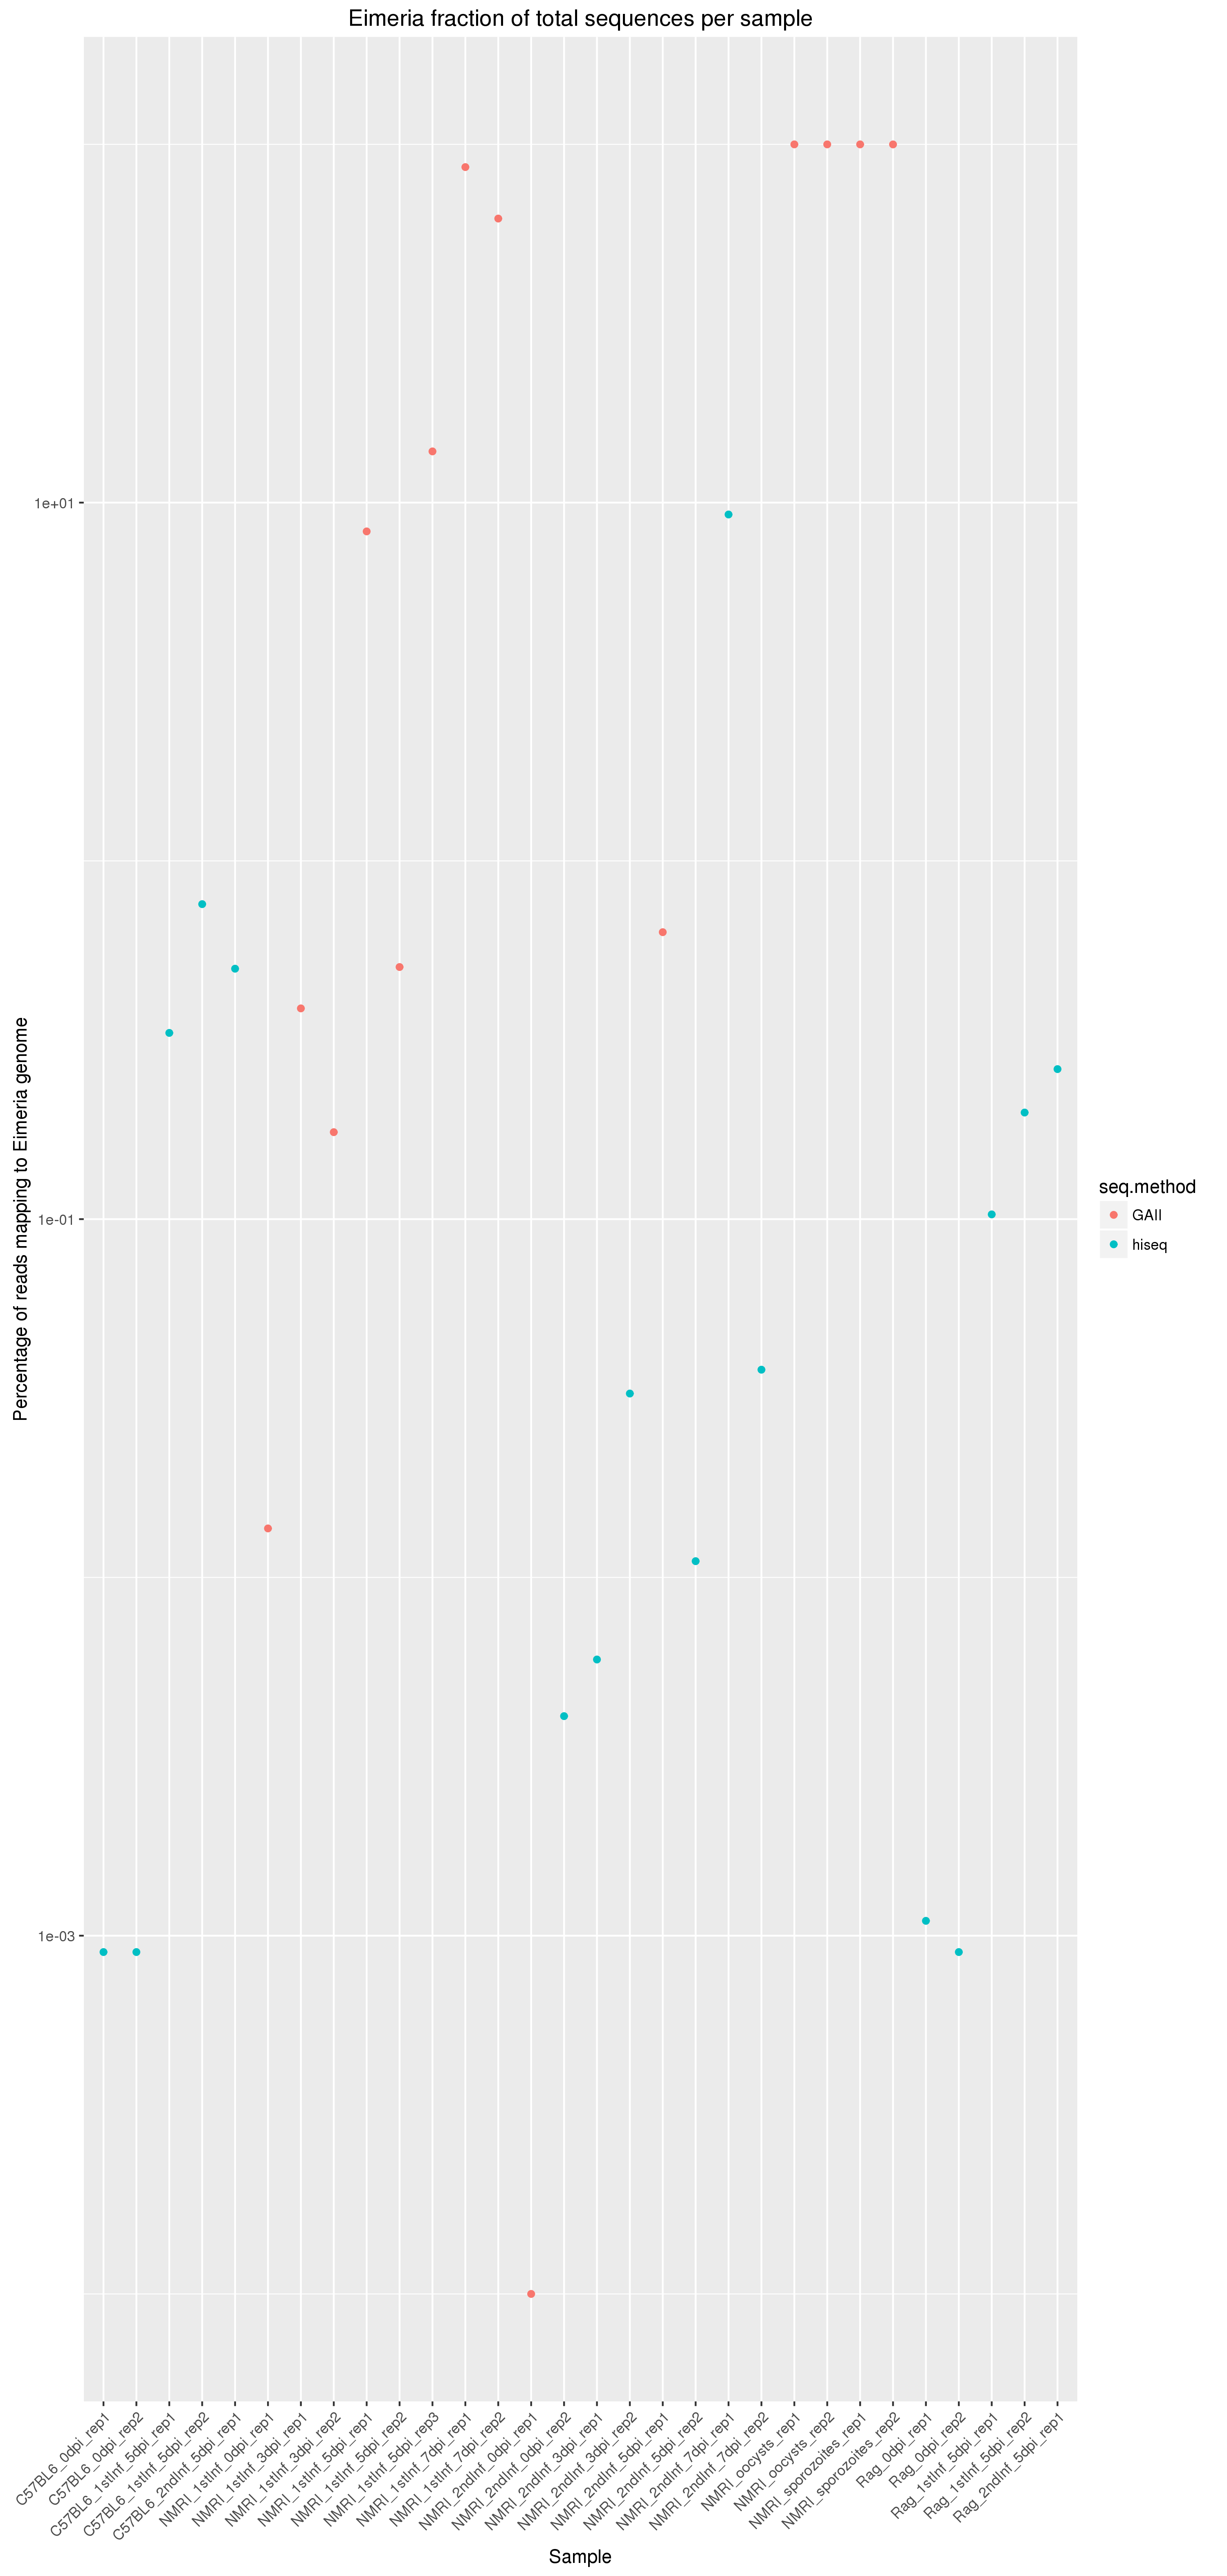 Eimeria fraction of total sequences per sample
Percentage of reads mapping to Eimeria genome
1e+01
1e-01
1e-03
seq.method
GAII
hiseq
C57BL6_0dpi_rep1
C57BL6_0dpi_rep2
C57BL6_1stInf_5dpi_rep1
C57BL6_1stInf_5dpi_rep2
C57BL6_2ndInf_5dpi_rep1
NMRI_1stInf_0dpi_rep1
NMRI_1stInf_3dpi_rep1
NMRI_1stInf_3dpi_rep2
NMRI_1stInf_5dpi_rep1
NMRI_1stInf_5dpi_rep2
NMRI_1stInf_5dpi_rep3
NMRI_1stInf_7dpi_rep1
NMRI_1stInf_7dpi_rep2
NMRI_2ndInf_0dpi_rep1
NMRI_2ndInf_0dpi_rep2
NMRI_2ndInf_3dpi_rep1
NMRI_2ndInf_3dpi_rep2
NMRI_2ndInf_5dpi_rep1
NMRI_2ndInf_5dpi_rep2
NMRI_2ndInf_7dpi_rep1
NMRI_2ndInf_7dpi_rep2
NMRI_oocysts_rep1
NMRI_oocysts_rep2
NMRI_sporozoites_rep1
NMRI_sporozoites_rep2
Rag_0dpi_rep1
Rag_0dpi_rep2
Rag_1stInf_5dpi_rep1
Rag_1stInf_5dpi_rep2
Rag_2ndInf_5dpi_rep1
Sample